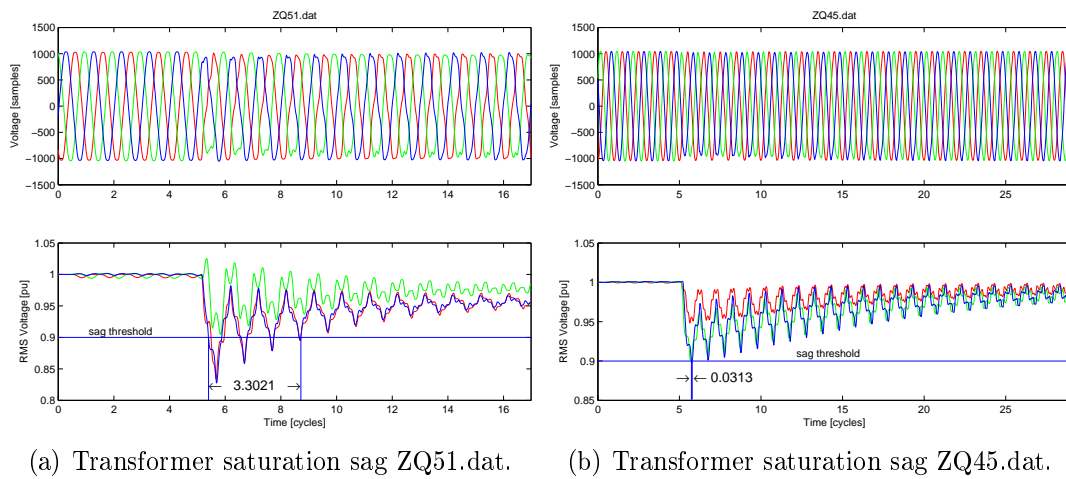 ZQ51.dat
1500
1000
500
0
−500
−1000
−1500
Voltage [samples]
0 2 4 6 8 10 12 14 16
1.05
1
0.95
0.9
0.85
0.8
RMS Voltage [pu]
sag threshold
3.3021
0 2 4 6 8 10 12 14 16
Time [cycles]
(a) Transformer saturation sag ZQ51.dat.
ZQ45.dat
1500
1000
500
0
−500
−1000
−1500
Voltage [samples]
0 5 10 15 20 25
1.05
1
0.95
0.9
0.85
RMS Voltage [pu]
sag threshold
0.0313
0 5 10 15 20 25
Time [cycles]
(b) Transformer saturation sag ZQ45.dat.